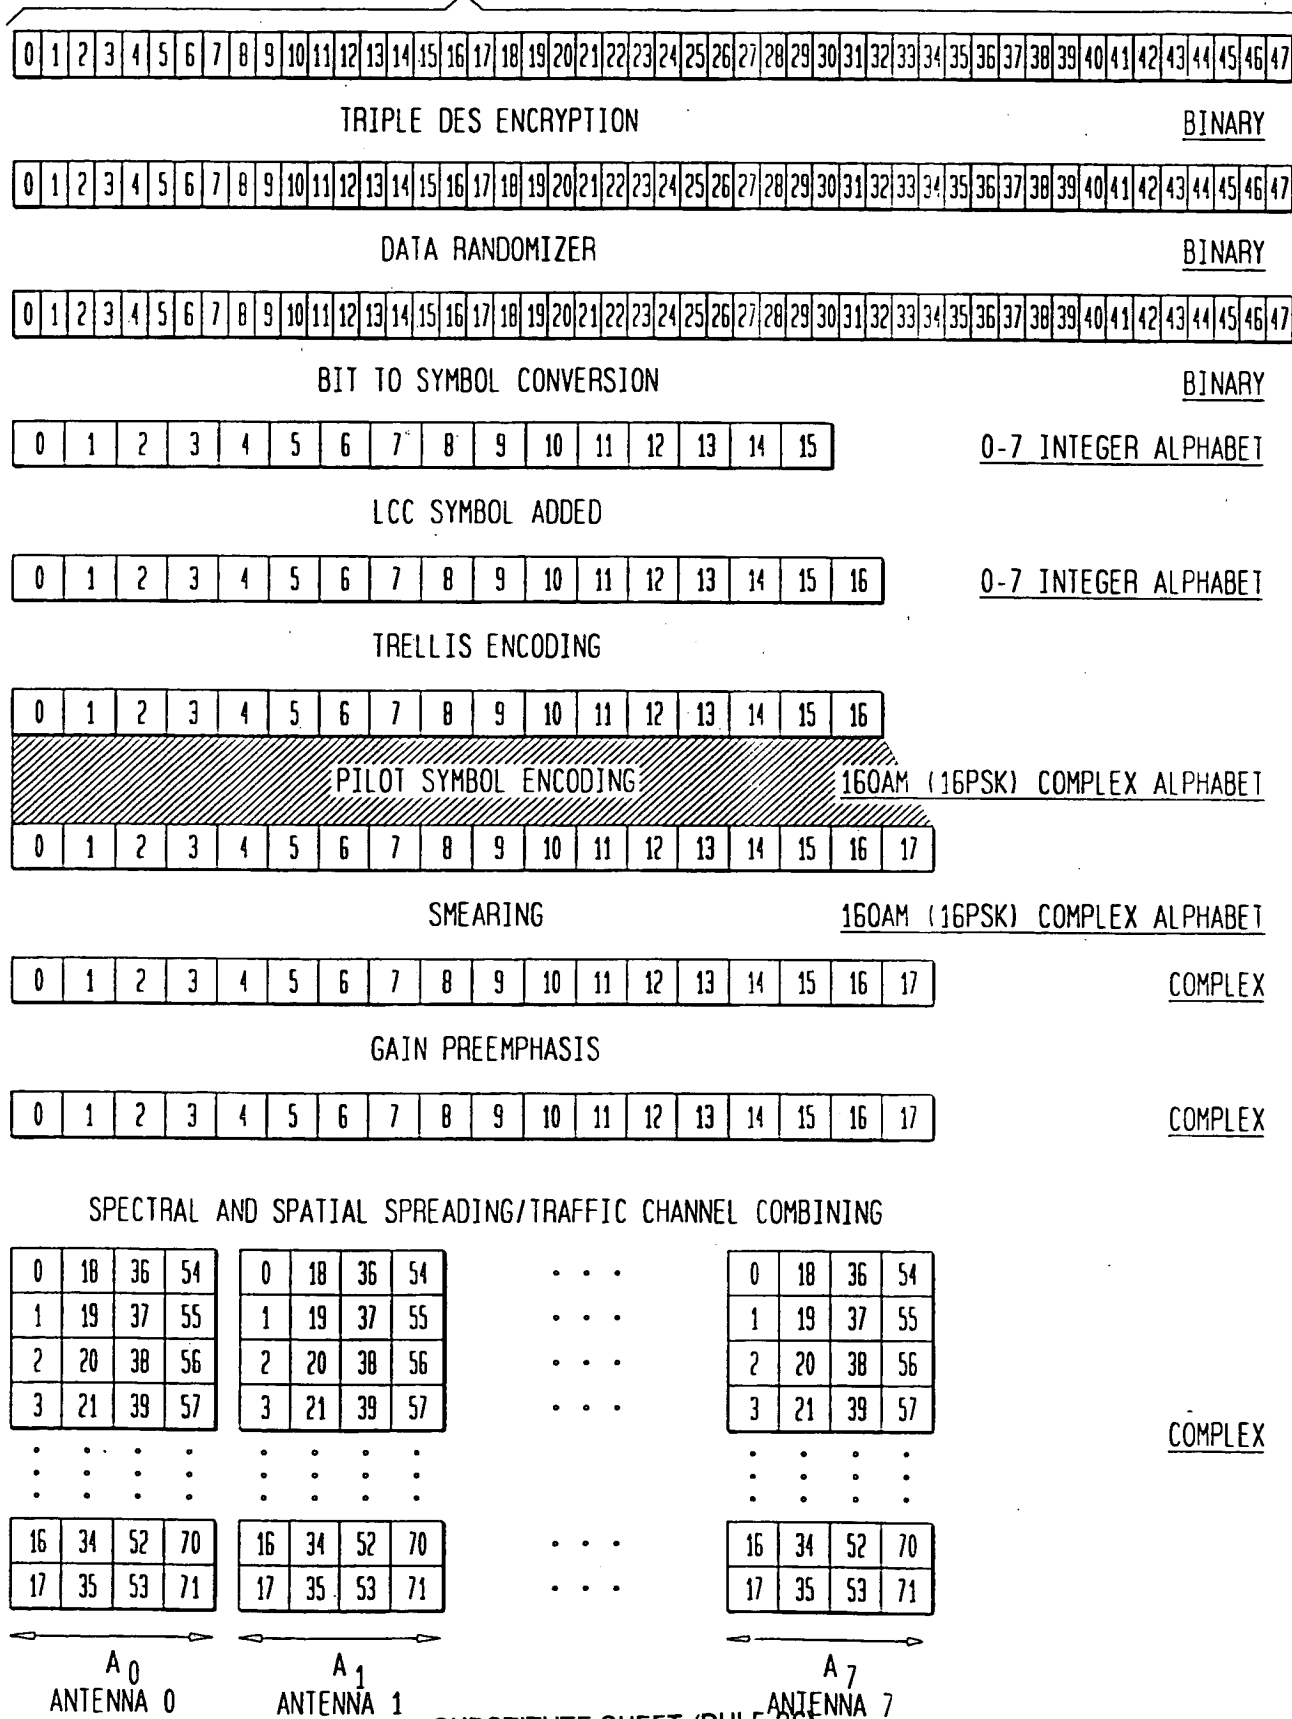 0 1 2 3 4 5 6 7 8 9 10 11 12 13 14 15 16 17 18 19 20 21 22 23 24 25 26 27 28 29 30 31 32 33 34 35 36 37 38 39 40 41 42 43 44 45 46 47
TRIPLE DES ENCRYPTION BINARY
0 1 2 3 4 5 6 7 8 9 10 11 12 13 14 15 16 17 18 19 20 21 22 23 24 25 26 27 28 29 30 31 32 33 34 35 36 37 38 39 40 41 42 43 44 45 46 47
DATA RANDOMIZER BINARY
0 1 2 3 4 5 6 7 8 9 10 11 12 13 14 15 16 17 18 19 20 21 22 23 24 25 26 27 28 29 30 31 32 33 34 35 36 37 38 39 40 41 42 43 44 45 46 47
BIT TO SYMBOL CONVERSION BINARY
0 1 2 3 4 5 6 7 8 9 10 11 12 13 14 15 0-7 INTEGER ALPHABET
LCC SYMBOL ADDED
0 1 2 3 4 5 6 7 8 9 10 11 12 13 14 15 16 0-7 INTEGER ALPHABET
TRELLIS ENCODING
0 1 2 3 4 5 6 7 8 9 10 11 12 13 14 15 16
PILOT SYMBOL ENCODING 16QAM (16PSK) COMPLEX ALPHABET
0 1 2 3 4 5 6 7 8 9 10 11 12 13 14 15 16 17
SMEARING 16QAM (16PSK) COMPLEX ALPHABET
0 1 2 3 4 5 6 7 8 9 10 11 12 13 14 15 16 17 COMPLEX
GAIN PREEMPHASIS
0 1 2 3 4 5 6 7 8 9 10 11 12 13 14 15 16 17 COMPLEX
SPECTRAL AND SPATIAL SPREADING/TRAFFIC CHANNEL COMBINING
0 18 36 54 0 18 36 54 0 18 36 54
1 19 37 55 1 19 37 55 1 19 37 55
2 20 38 56 2 20 38 56 2 20 38 56
3 21 39 57 3 21 39 57 3 21 39 57
COMPLEX
16 34 52 70 16 34 52 70 16 34 52 70
17 35 53 71 17 35 53 71 17 35 53 71
A0 A1 A7
ANTENNA 0 ANTENNA 1 ANTENNA 7